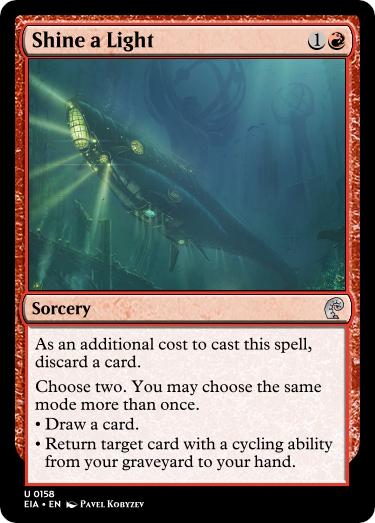 Shine a Light 1
Sorcery
As an additional cost to cast this spell,
discard a card.
Choose two. You may choose the same
mode more than once.
• Draw a card.
• Return target card with a cycling ability
from your graveyard to your hand.
U 0158
EIA • EN Pavel Kobyzev